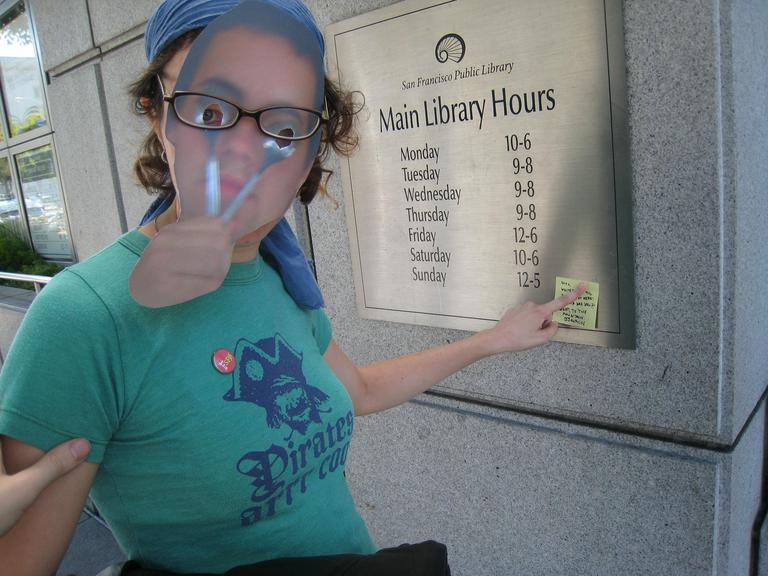 San Francisco Public Library
Main Library Hours
Monday 10-6
Tuesday 9-8
Wednesday 9-8
Thursday 9-8
Friday 12-6
Saturday 10-6
Sunday 12-5
Pirates
arrr coo